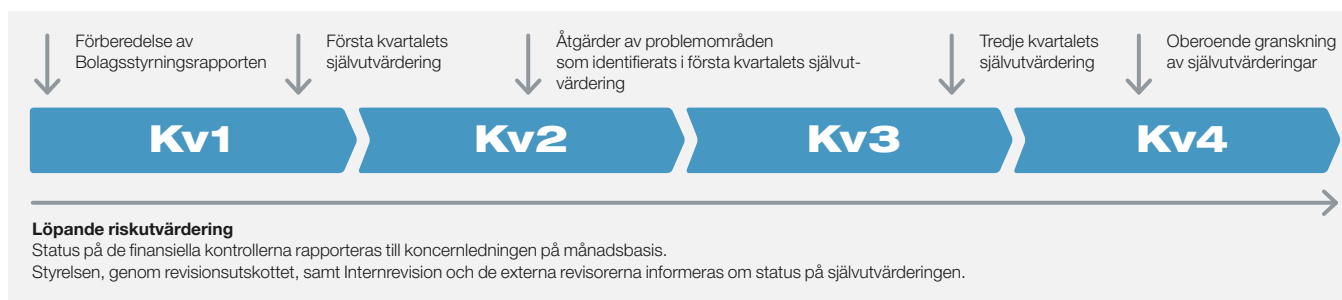 Förberedelse av
Bolagsstyrningsrapporten
Första kvartalets
självutvärdering
Åtgärder av problemområden
som identifierats i första kvartalets självut-
värdering
Tredje kvartalets
självutvärdering
Oberoende granskning
av självutvärderingar
Kv1
Kv2
Kv3
Kv4
Löpande riskutvärdering
Status på de finansiella kontrollerna rapporteras till koncernledningen på månadsbasis.
Styrelsen, genom revisionsutskottet, samt Internrevision och de externa revisorerna informeras om status på självutvärderingen.